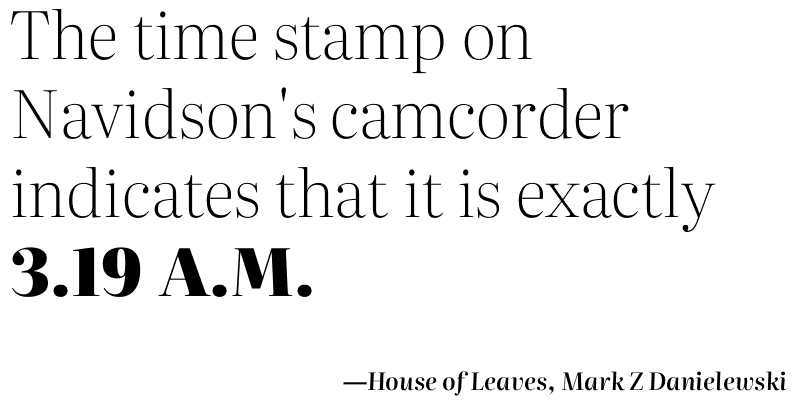 The time stamp on
Navidson's camcorder
indicates that it is exactly
3.19 A.M.
—House of Leaves, Mark Z Danielewski